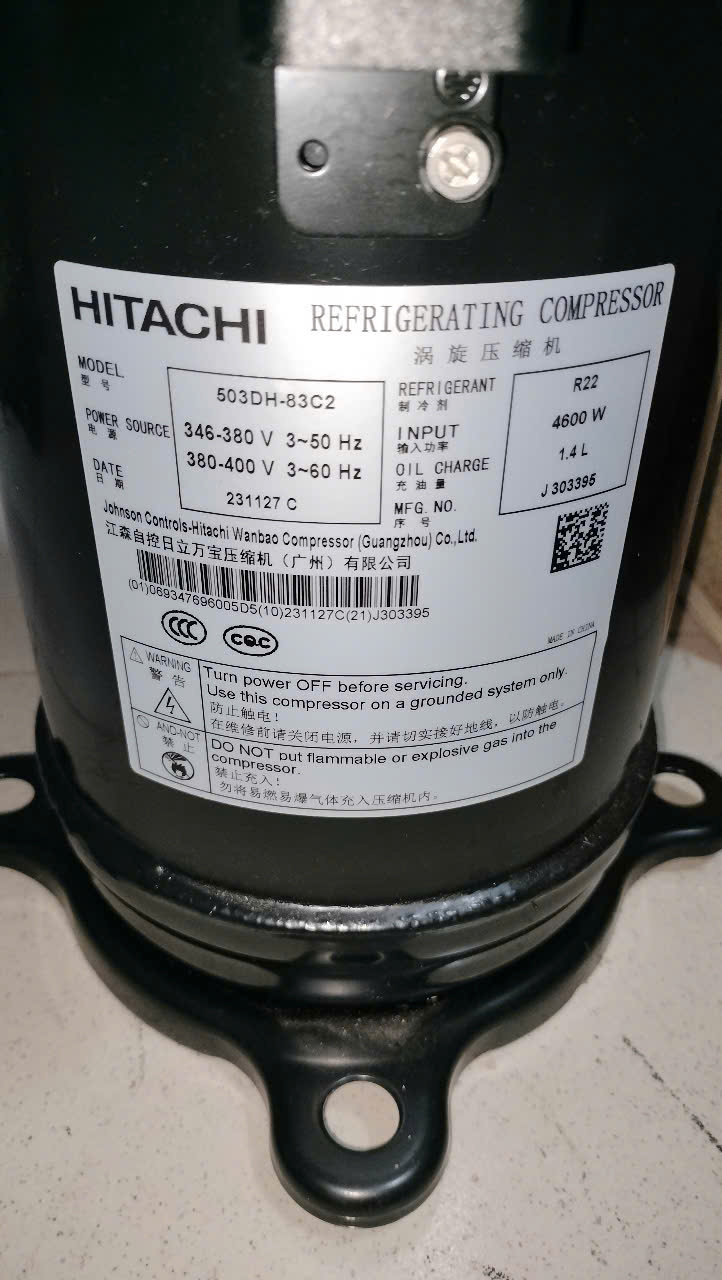 HITACHI REFRIGERATING COMPRESSOR
涡旋压缩机
MODEL 503DH-83C2
型号
POWER SOURCE 346-380 V 3~50 Hz
电源 380-400 V 3~60 Hz
DATE 231127 C
日期
REFRIGERANT R22
制冷剂
INPUT 4600 W
输入功率
OIL CHARGE 1.4 L
充油量
MFG. NO. J 303395
序号
Johnson Controls-Hitachi Wanbao Compressor (Guangzhou) Co.,Ltd.
江森自控日立万宝压缩机（广州）有限公司
(01)069347696005D5(10)231127C(21)J303395
CCC CQC
MADE IN CHINA
WARNING
警告
Turn power OFF before servicing.
Use this compressor on a grounded system only.
防止触电！
在维修前请关闭电源，并请切实接好地线，以防触电。
AND-NOT
禁止
DO NOT put flammable or explosive gas into the
compressor.
禁止充入！
勿将易燃易爆气体充入压缩机内。